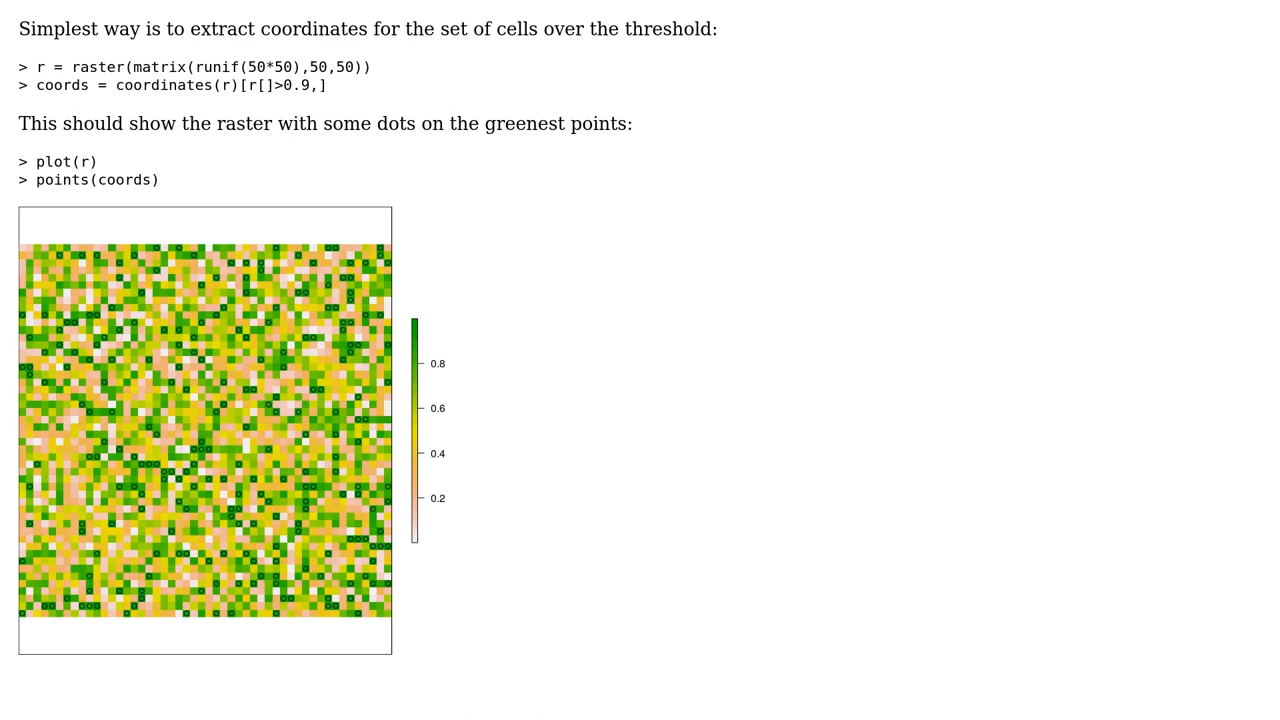 Simplest way is to extract coordinates for the set of cells over the threshold:
> r = raster(matrix(runif(50*50),50,50))
> coords = coordinates(r)[r[]>0.9,]
This should show the raster with some dots on the greenest points:
> plot(r)
> points(coords)
0.8
0.6
0.4
0.2